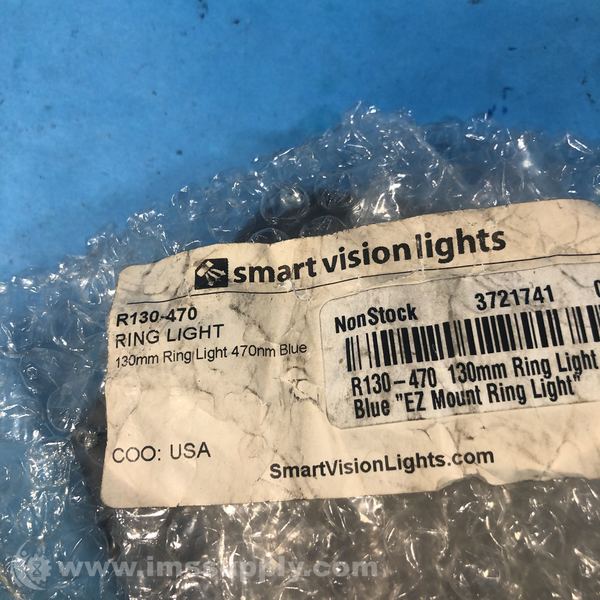 smart vision lights
R130-470
RING LIGHT
130mm Ring Light 470nm Blue
COO: USA
SmartVisionLights.com
NonStock 3721741
R130-470 130mm Ring Light
Blue "EZ Mount Ring Light"
www.imssupply.com